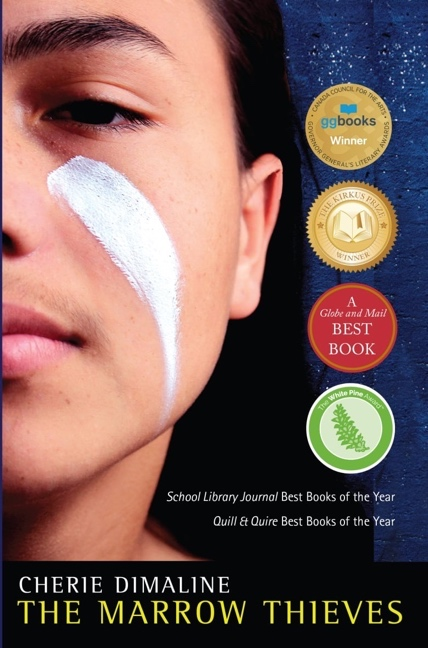 CANADA COUNCIL FOR THE ARTS
ggbooks
Winner
GOVERNOR GENERAL'S LITERARY AWARDS
THE KIRKUS PRIZE
WINNER
A
Globe and Mail
BEST
BOOK
The White Pine Award™
School Library Journal Best Books of the Year
Quill & Quire Best Books of the Year
CHERIE DIMALINE
THE MARROW THIEVES